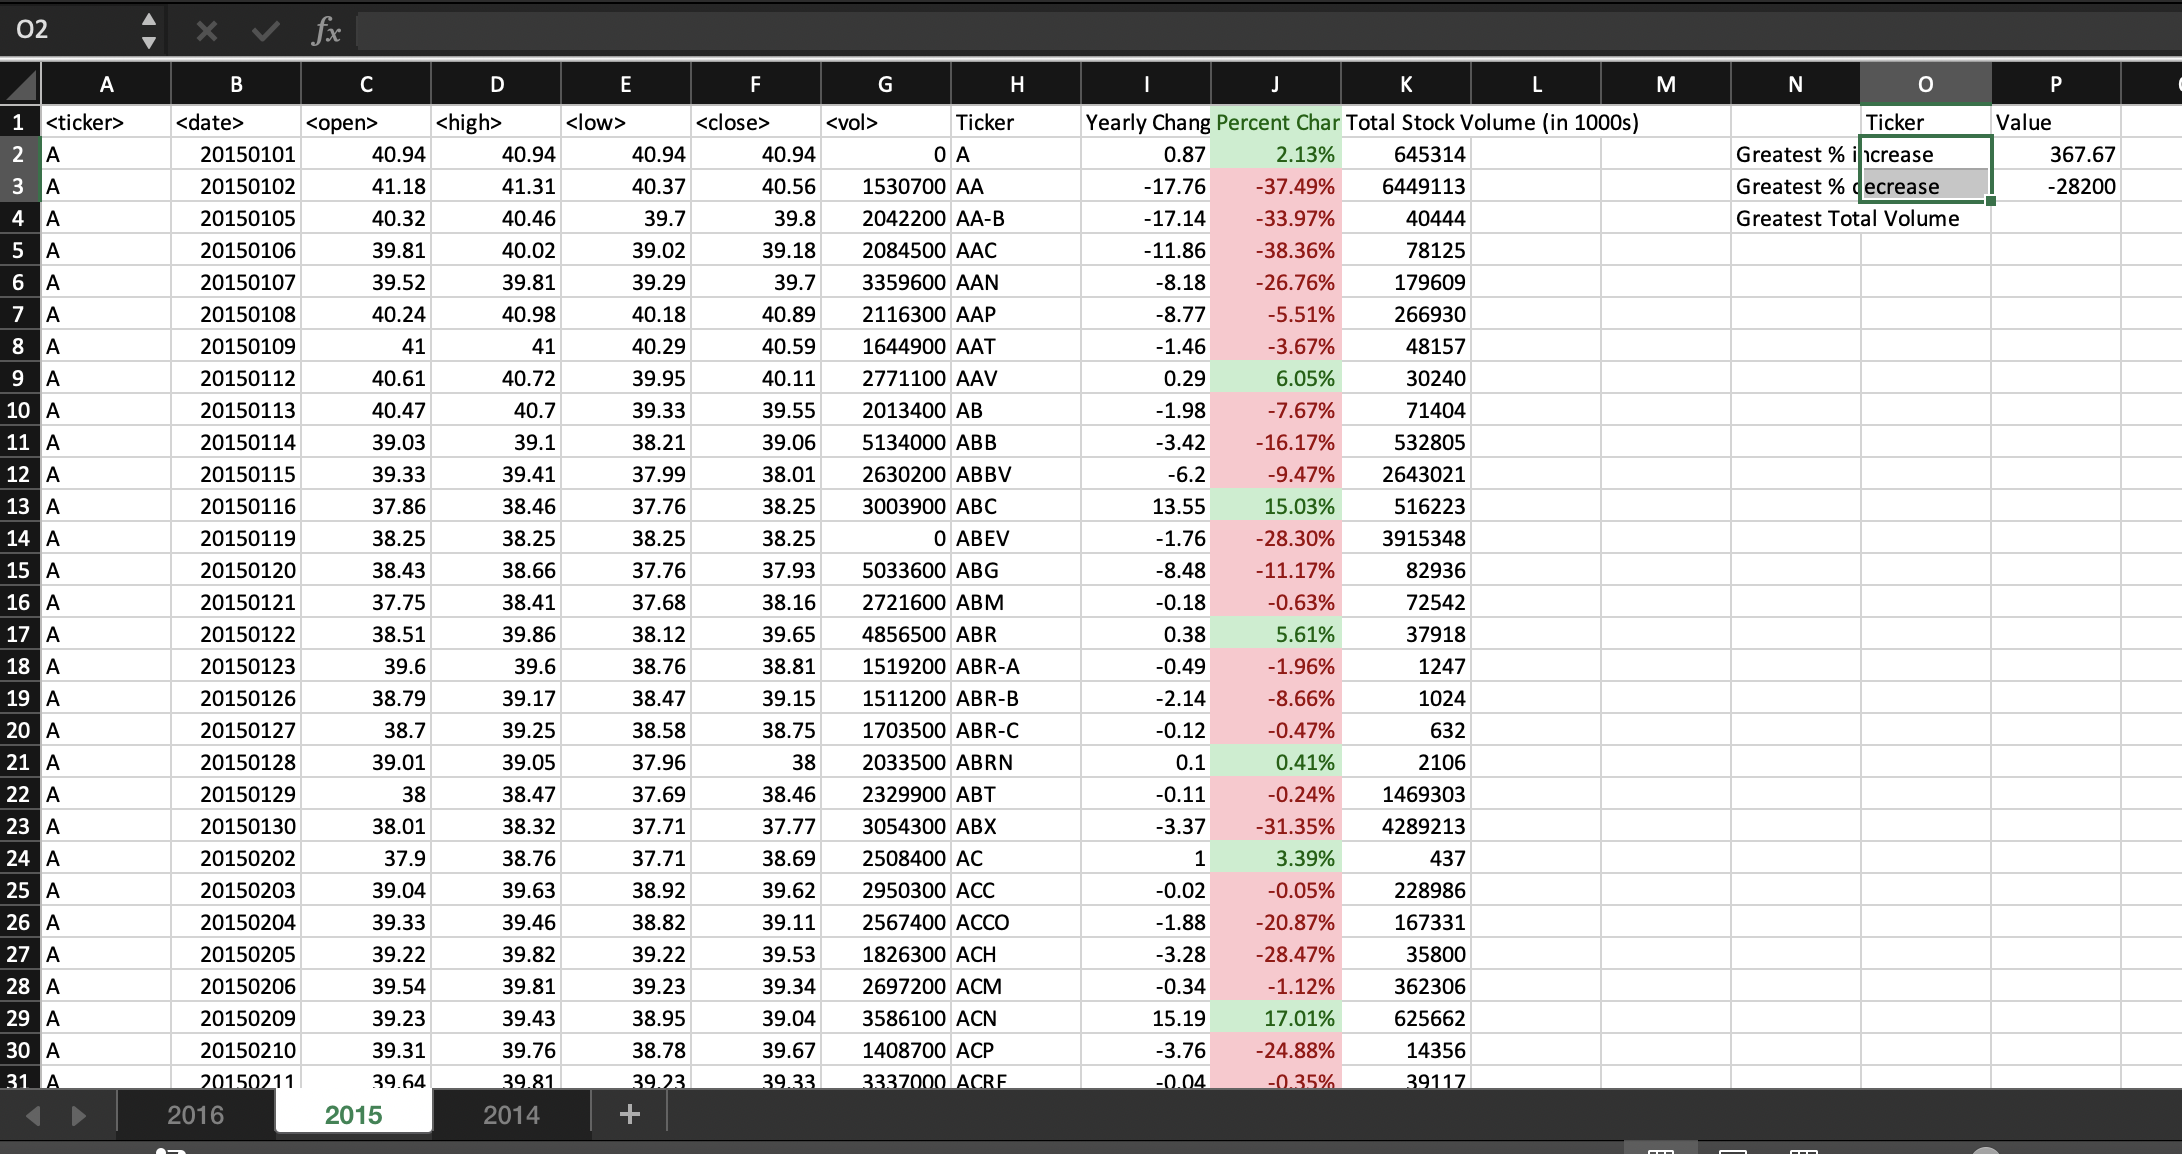 O2 fx
A B C D E F G H I J K L M N O P
1 <ticker> <date> <open> <high> <low> <close> <vol> Ticker Yearly Chang Percent Char Total Stock Volume (in 1000s) Ticker Value
2 A 20150101 40.94 40.94 40.94 40.94 0 A 0.87 2.13% 645314 Greatest % increase 367.67
3 A 20150102 41.18 41.31 40.37 40.56 1530700 AA -17.76 -37.49% 6449113 Greatest % decrease -28200
4 A 20150105 40.32 40.46 39.7 39.8 2042200 AA-B -17.14 -33.97% 40444 Greatest Total Volume
5 A 20150106 39.81 40.02 39.02 39.18 2084500 AAC -11.86 -38.36% 78125
6 A 20150107 39.52 39.81 39.29 39.7 3359600 AAN -8.18 -26.76% 179609
7 A 20150108 40.24 40.98 40.18 40.89 2116300 AAP -8.77 -5.51% 266930
8 A 20150109 41 41 40.29 40.59 1644900 AAT -1.46 -3.67% 48157
9 A 20150112 40.61 40.72 39.95 40.11 2771100 AAV 0.29 6.05% 30240
10 A 20150113 40.47 40.7 39.33 39.55 2013400 AB -1.98 -7.67% 71404
11 A 20150114 39.03 39.1 38.21 39.06 5134000 ABB -3.42 -16.17% 532805
12 A 20150115 39.33 39.41 37.99 38.01 2630200 ABBV -6.2 -9.47% 2643021
13 A 20150116 37.86 38.46 37.76 38.25 3003900 ABC 13.55 15.03% 516223
14 A 20150119 38.25 38.25 38.25 38.25 0 ABEV -1.76 -28.30% 3915348
15 A 20150120 38.43 38.66 37.76 37.93 5033600 ABG -8.48 -11.17% 82936
16 A 20150121 37.75 38.41 37.68 38.16 2721600 ABM -0.18 -0.63% 72542
17 A 20150122 38.51 39.86 38.12 39.65 4856500 ABR 0.38 5.61% 37918
18 A 20150123 39.6 39.6 38.76 38.81 1519200 ABR-A -0.49 -1.96% 1247
19 A 20150126 38.79 39.17 38.47 39.15 1511200 ABR-B -2.14 -8.66% 1024
20 A 20150127 38.7 39.25 38.58 38.75 1703500 ABR-C -0.12 -0.47% 632
21 A 20150128 39.01 39.05 37.96 38 2033500 ABRN 0.1 0.41% 2106
22 A 20150129 38 38.47 37.69 38.46 2329900 ABT -0.11 -0.24% 1469303
23 A 20150130 38.01 38.32 37.71 37.77 3054300 ABX -3.37 -31.35% 4289213
24 A 20150202 37.9 38.76 37.71 38.69 2508400 AC 1 3.39% 437
25 A 20150203 39.04 39.63 38.92 39.62 2950300 ACC -0.02 -0.05% 228986
26 A 20150204 39.33 39.46 38.82 39.11 2567400 ACCO -1.88 -20.87% 167331
27 A 20150205 39.22 39.42 39.22 39.53 1826300 ACH -3.28 -28.47% 35800
28 A 20150206 39.54 39.81 39.23 39.34 2697200 ACM -0.34 -1.12% 362306
29 A 20150209 39.23 39.43 38.95 39.04 3586100 ACN 15.19 17.01% 625662
30 A 20150210 39.31 39.76 38.78 39.67 1408700 ACP -3.76 -24.88% 14356
31 A 20150211 39.64 39.81 39.23 39.33 3337000 ACRE -0.04 -0.35% 39117
2016 2015 2014 +